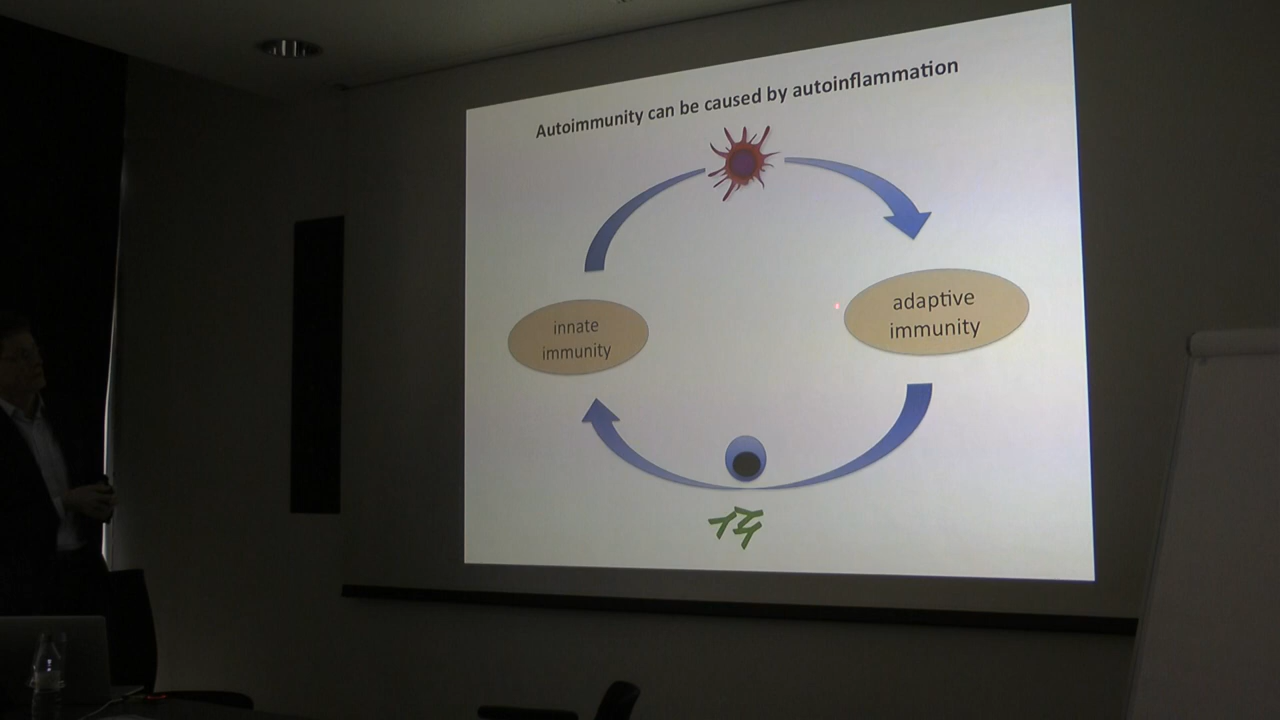 Autoimmunity can be caused by autoinflammation
innate
immunity
adaptive
immunity